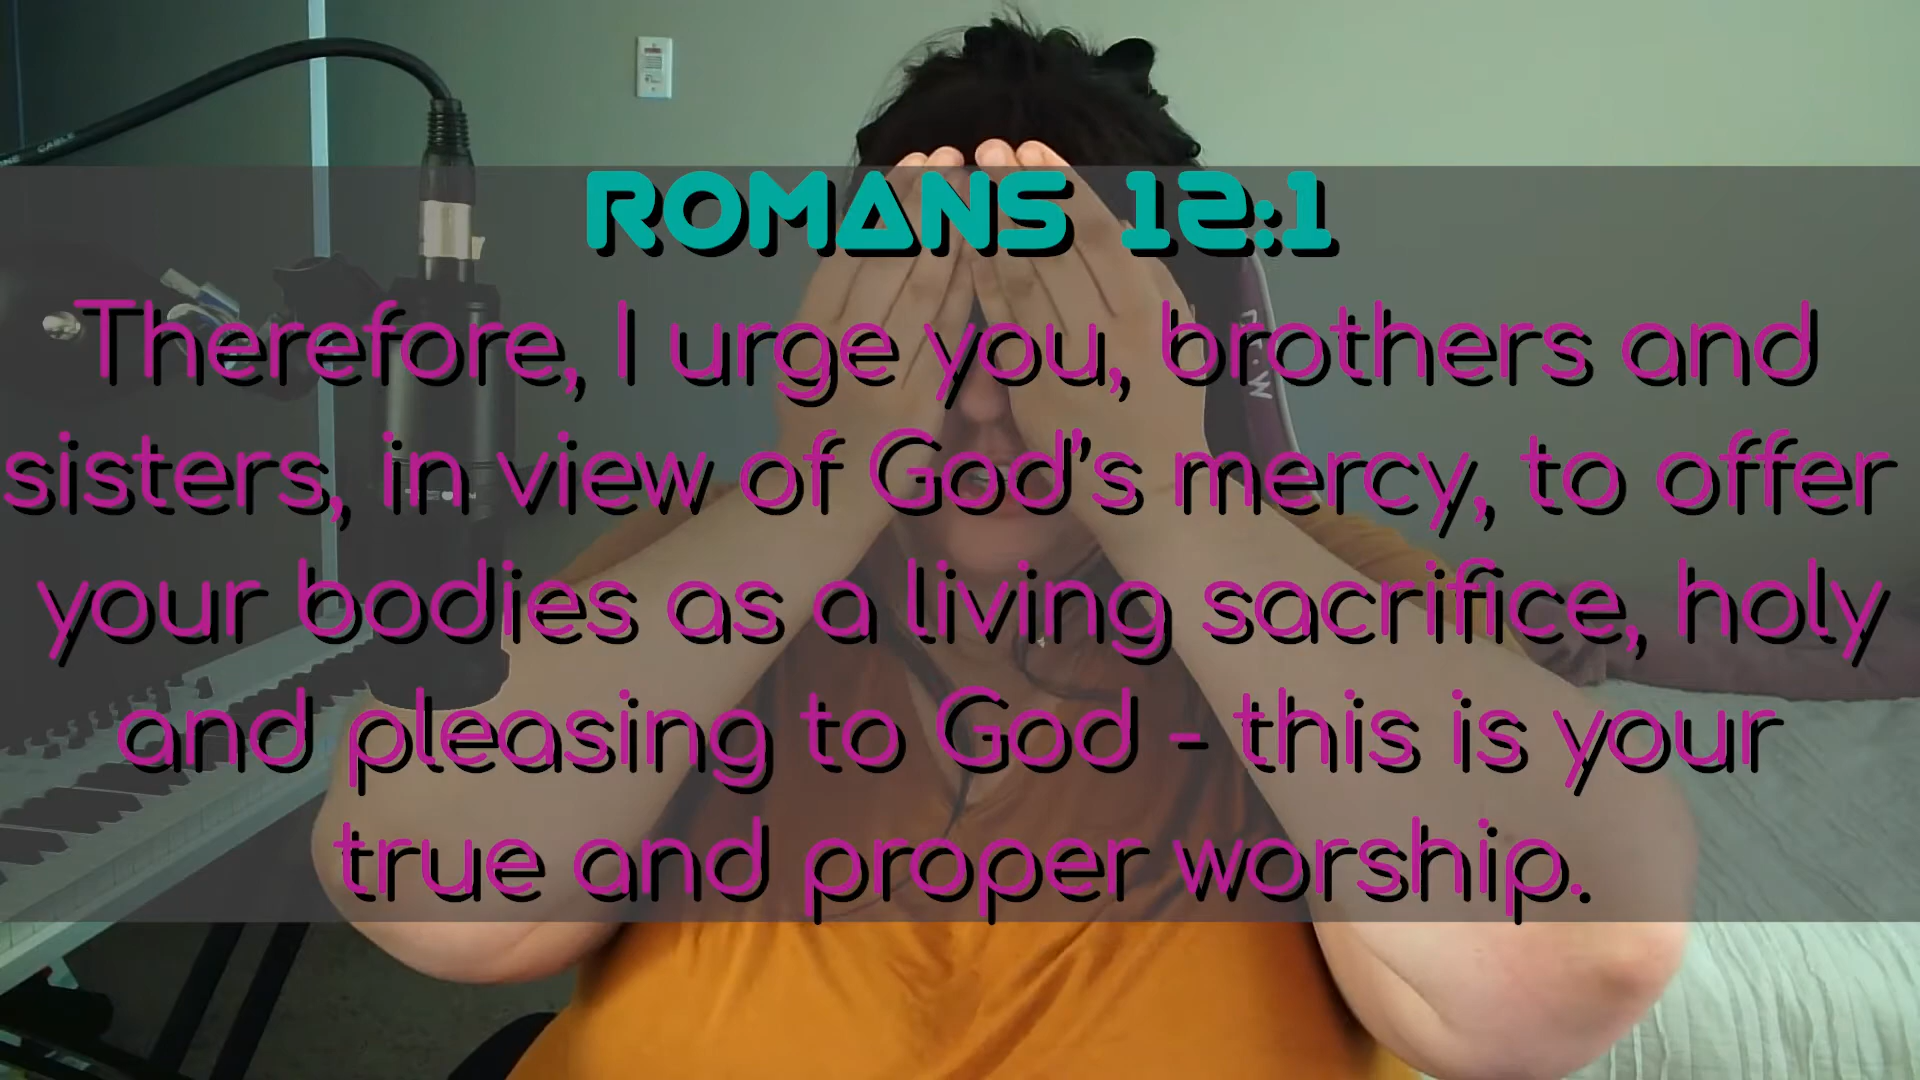 ROMANS 12:1
Therefore, I urge you, brothers and
sisters, in view of God's mercy, to offer
your bodies as a living sacrifice, holy
and pleasing to God - this is your
true and proper worship.
CABLE